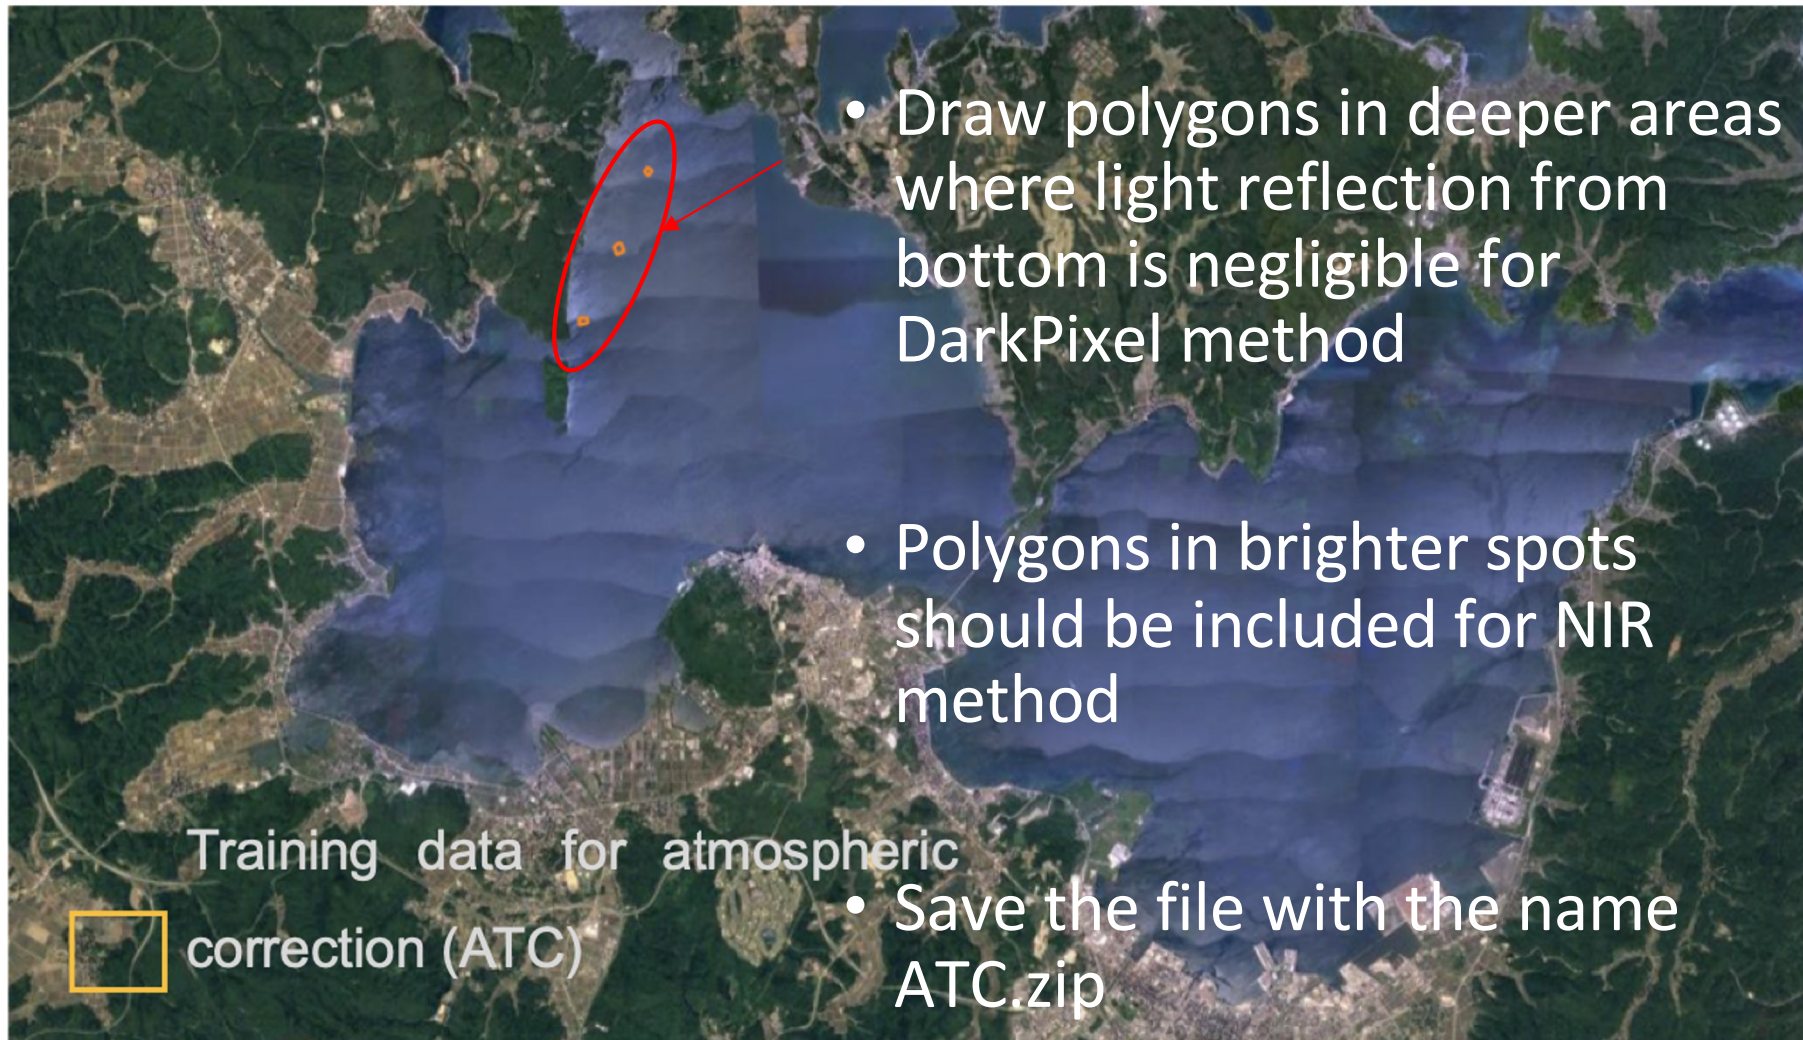 • Draw polygons in deeper areas
where light reflection from
bottom is negligible for
DarkPixel method
• Polygons in brighter spots
should be included for NIR
method
Training data for atmospheric
correction (ATC)
• Save the file with the name
ATC.zip